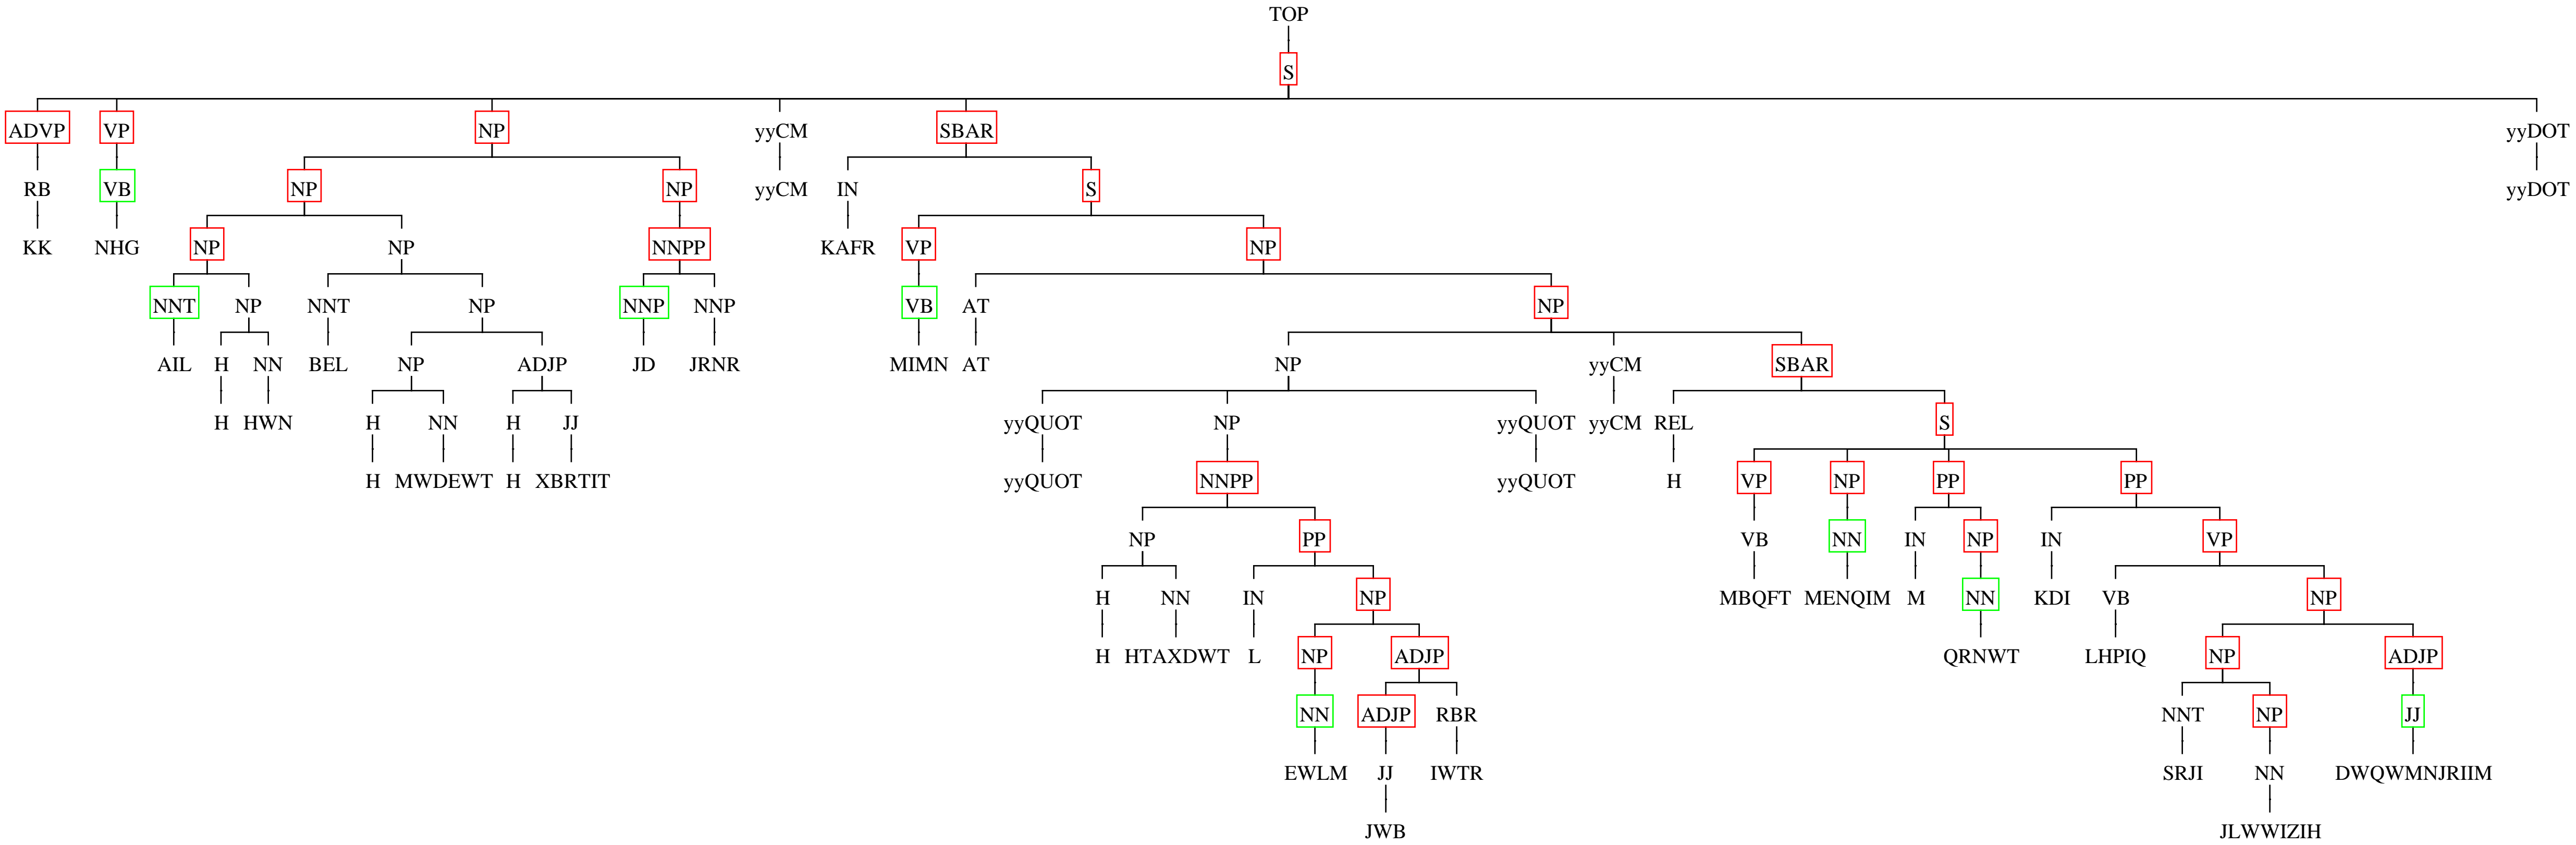 TOP
S
ADVP VP NP yyCM SBAR yyDOT
RB VB NP NP yyCM IN S yyDOT
KK NHG NP NP NNPP KAFR VP NP
NNT NP NNT NP NNP NNP VB AT NP
AIL H NN BEL NP ADJP JD JRNR MIMN AT NP yyCM SBAR
H HWN H NN H JJ yyQUOT NP yyQUOT yyCM REL S
H MWDEWT H XBRTIT yyQUOT NNPP yyQUOT H VP NP PP PP
NP PP VB NN IN NP IN VP
H NN IN NP MBQFT MENQIM M NN KDI VB NP
H HTAXDWT L NP ADJP QRNWT LHPIQ NP ADJP
NN ADJP RBR NNT NP JJ
EWLM JJ IWTR SRJI NN DWQWMNJRIIM
JWB JLWWIZIH